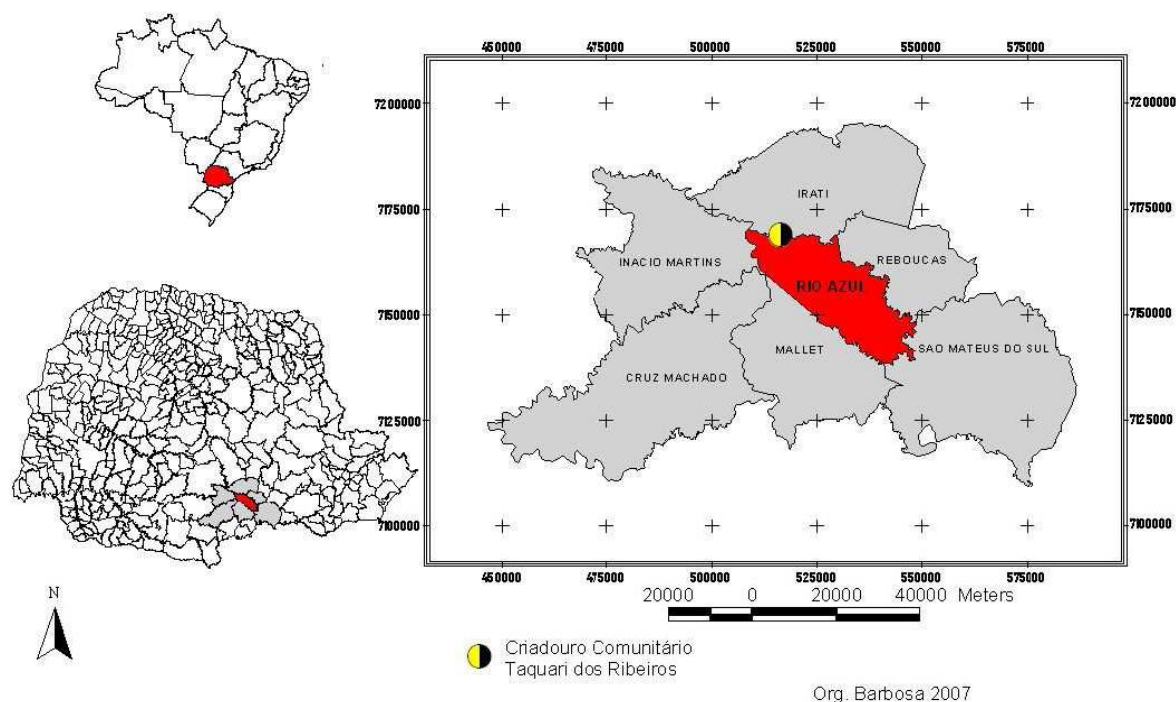 450000 475000 500000 525000 550000 575000
7200000 7200000
IRATI
7175000 7175000
INACIO MARTINS
REBOUCAS
RIO AZUL
7150000 7150000
MALLET
SAO MATEUS DO SUL
CRUZ MACHADO
7125000 7125000
7100000 7100000
450000 475000 500000 525000 550000 575000
20000 0 20000 40000 Meters
N
Criadouro Comunitário
Taquari dos Ribeiros
Org. Barbosa 2007